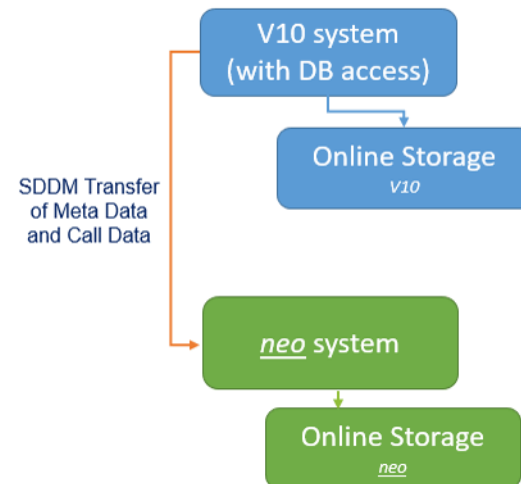 V10 system
(with DB access)
Online Storage
V10
SDDM Transfer
of Meta Data
and Call Data
neo system
Online Storage
neo